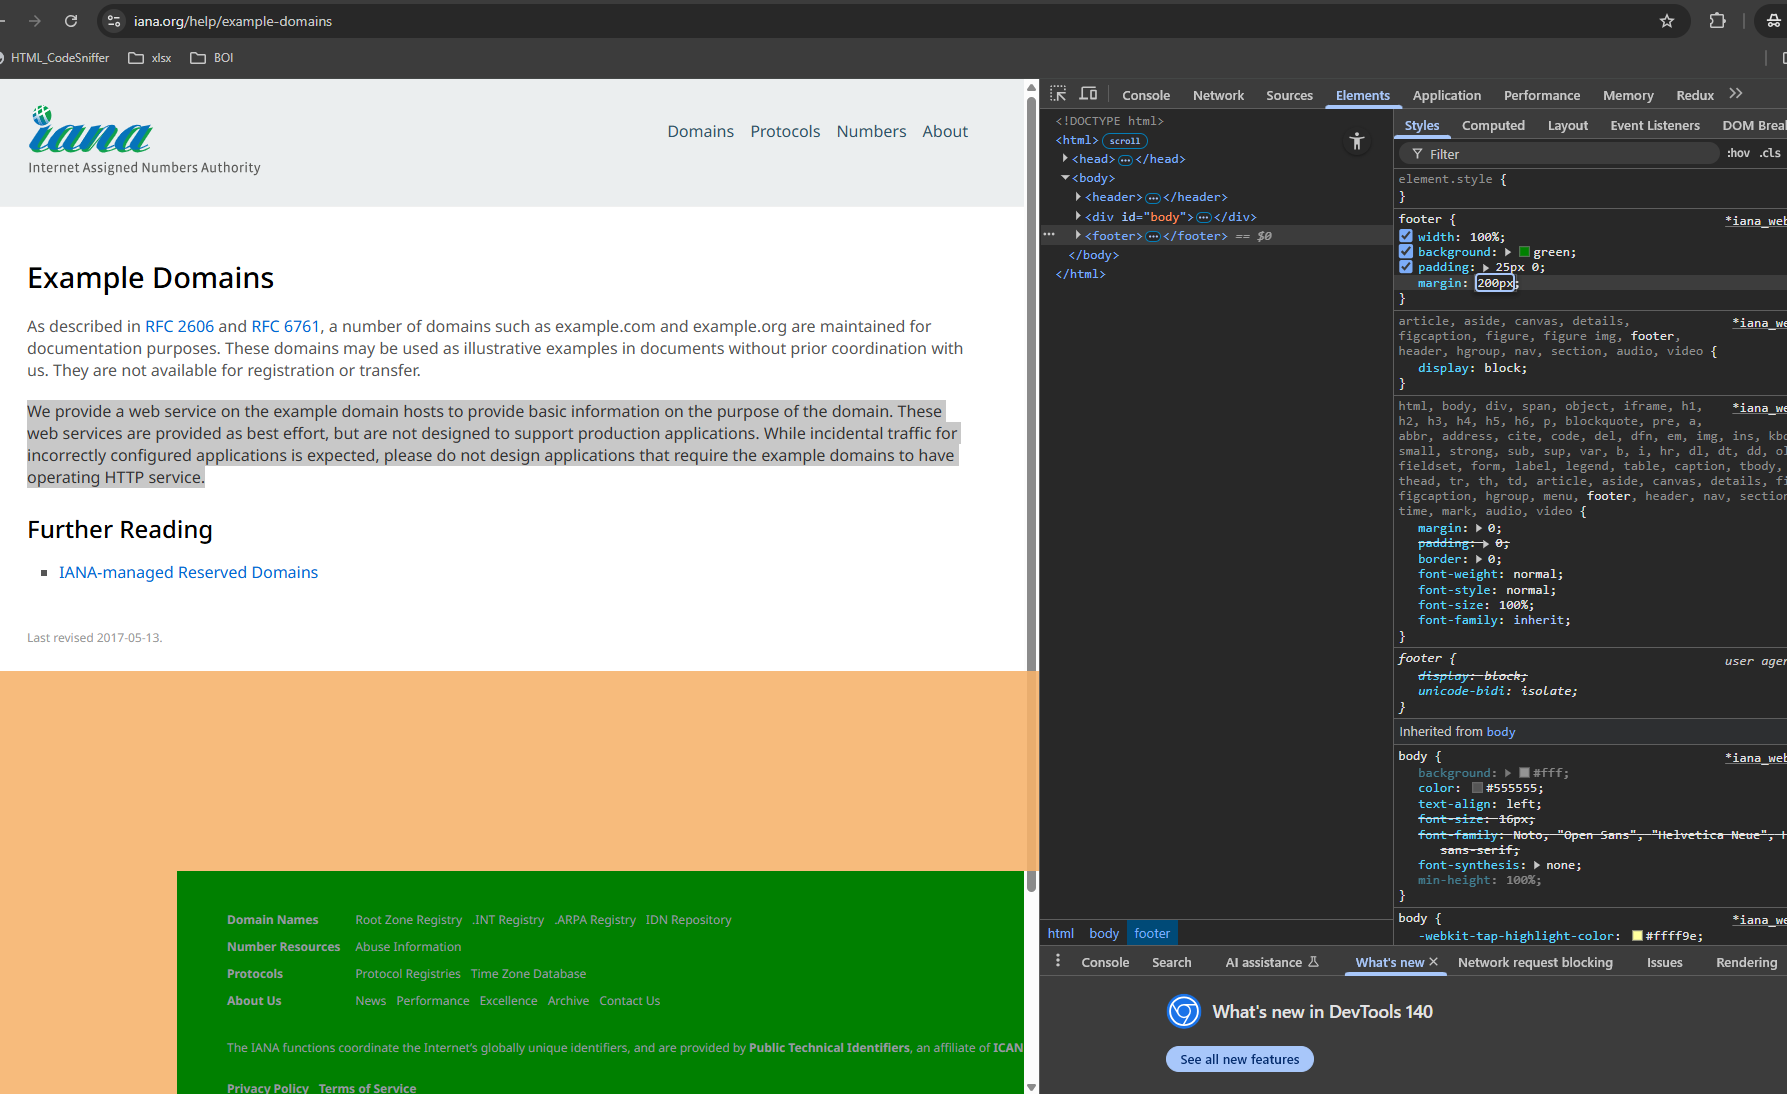 iana.org/help/example-domains
HTML_CodeSniffer xlsx BOI
iana
Internet Assigned Numbers Authority
Domains Protocols Numbers About
Example Domains
As described in RFC 2606 and RFC 6761, a number of domains such as example.com and example.org are maintained for
documentation purposes. These domains may be used as illustrative examples in documents without prior coordination with
us. They are not available for registration or transfer.
We provide a web service on the example domain hosts to provide basic information on the purpose of the domain. These
web services are provided as best effort, but are not designed to support production applications. While incidental traffic for
incorrectly configured applications is expected, please do not design applications that require the example domains to have
operating HTTP service.
Further Reading
IANA-managed Reserved Domains
Last revised 2017-05-13.
Domain Names Root Zone Registry .INT Registry .ARPA Registry IDN Repository
Number Resources Abuse Information
Protocols Protocol Registries Time Zone Database
About Us News Performance Excellence Archive Contact Us
The IANA functions coordinate the Internet's globally unique identifiers, and are provided by Public Technical Identifiers, an affiliate of ICAN
Privacy Policy Terms of Service
Console Network Sources Elements Application Performance Memory Redux
<!DOCTYPE html>
<html> scroll
<head> ••• </head>
<body>
<header> ••• </header>
<div id="body"> ••• </div>
••• <footer> ••• </footer> == $0
</body>
</html>
html body footer
Styles Computed Layout Event Listeners DOM Brea
Filter :hov .cls
element.style {
}
footer { *iana_web
width: 100%;
background: green;
padding: 25px 0;
margin: 200px;
}
article, aside, canvas, details, *iana_we
figcaption, figure, figure img, footer,
header, hgroup, nav, section, audio, video {
display: block;
}
html, body, div, span, object, iframe, h1, *iana_we
h2, h3, h4, h5, h6, p, blockquote, pre, a,
abbr, address, cite, code, del, dfn, em, img, ins, kbd
small, strong, sub, sup, var, b, i, hr, dl, dt, dd, ol
fieldset, form, label, legend, table, caption, tbody,
thead, tr, th, td, article, aside, canvas, details, fi
figcaption, hgroup, menu, footer, header, nav, section
time, mark, audio, video {
margin: 0;
padding: 0;
border: 0;
font-weight: normal;
font-style: normal;
font-size: 100%;
font-family: inherit;
}
footer { user agen
display: block;
unicode-bidi: isolate;
}
Inherited from body
body { *iana_web
background: #fff;
color: #555555;
text-align: left;
font-size: 16px;
font-family: Noto, "Open Sans", "Helvetica Neue", H
sans-serif;
font-synthesis: none;
min-height: 100%;
}
body { *iana_we
-webkit-tap-highlight-color: #ffff9e;
Console Search AI assistance What's new Network request blocking Issues Rendering
What's new in DevTools 140
See all new features